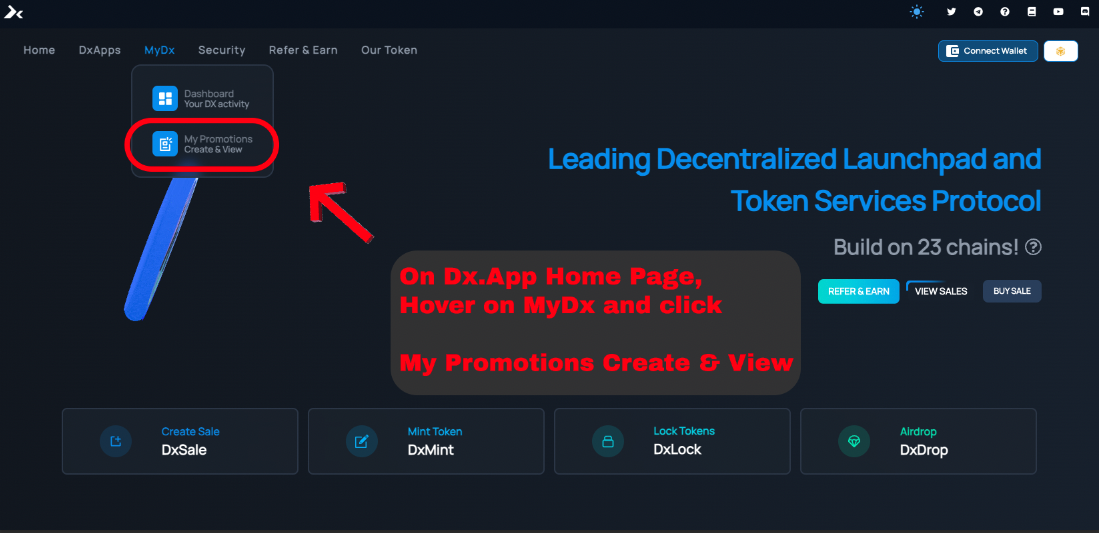 Home DxApps MyDx Security Refer & Earn Our Token Connect Wallet
Dashboard
Your DX activity
My Promotions
Create & View
Leading Decentralized Launchpad and
Token Services Protocol
Build on 23 chains!
REFER & EARN VIEW SALES BUY SALE
On Dx.App Home Page,
Hover on MyDx and click
My Promotions Create & View
Create Sale
DxSale
Mint Token
DxMint
Lock Tokens
DxLock
Airdrop
DxDrop